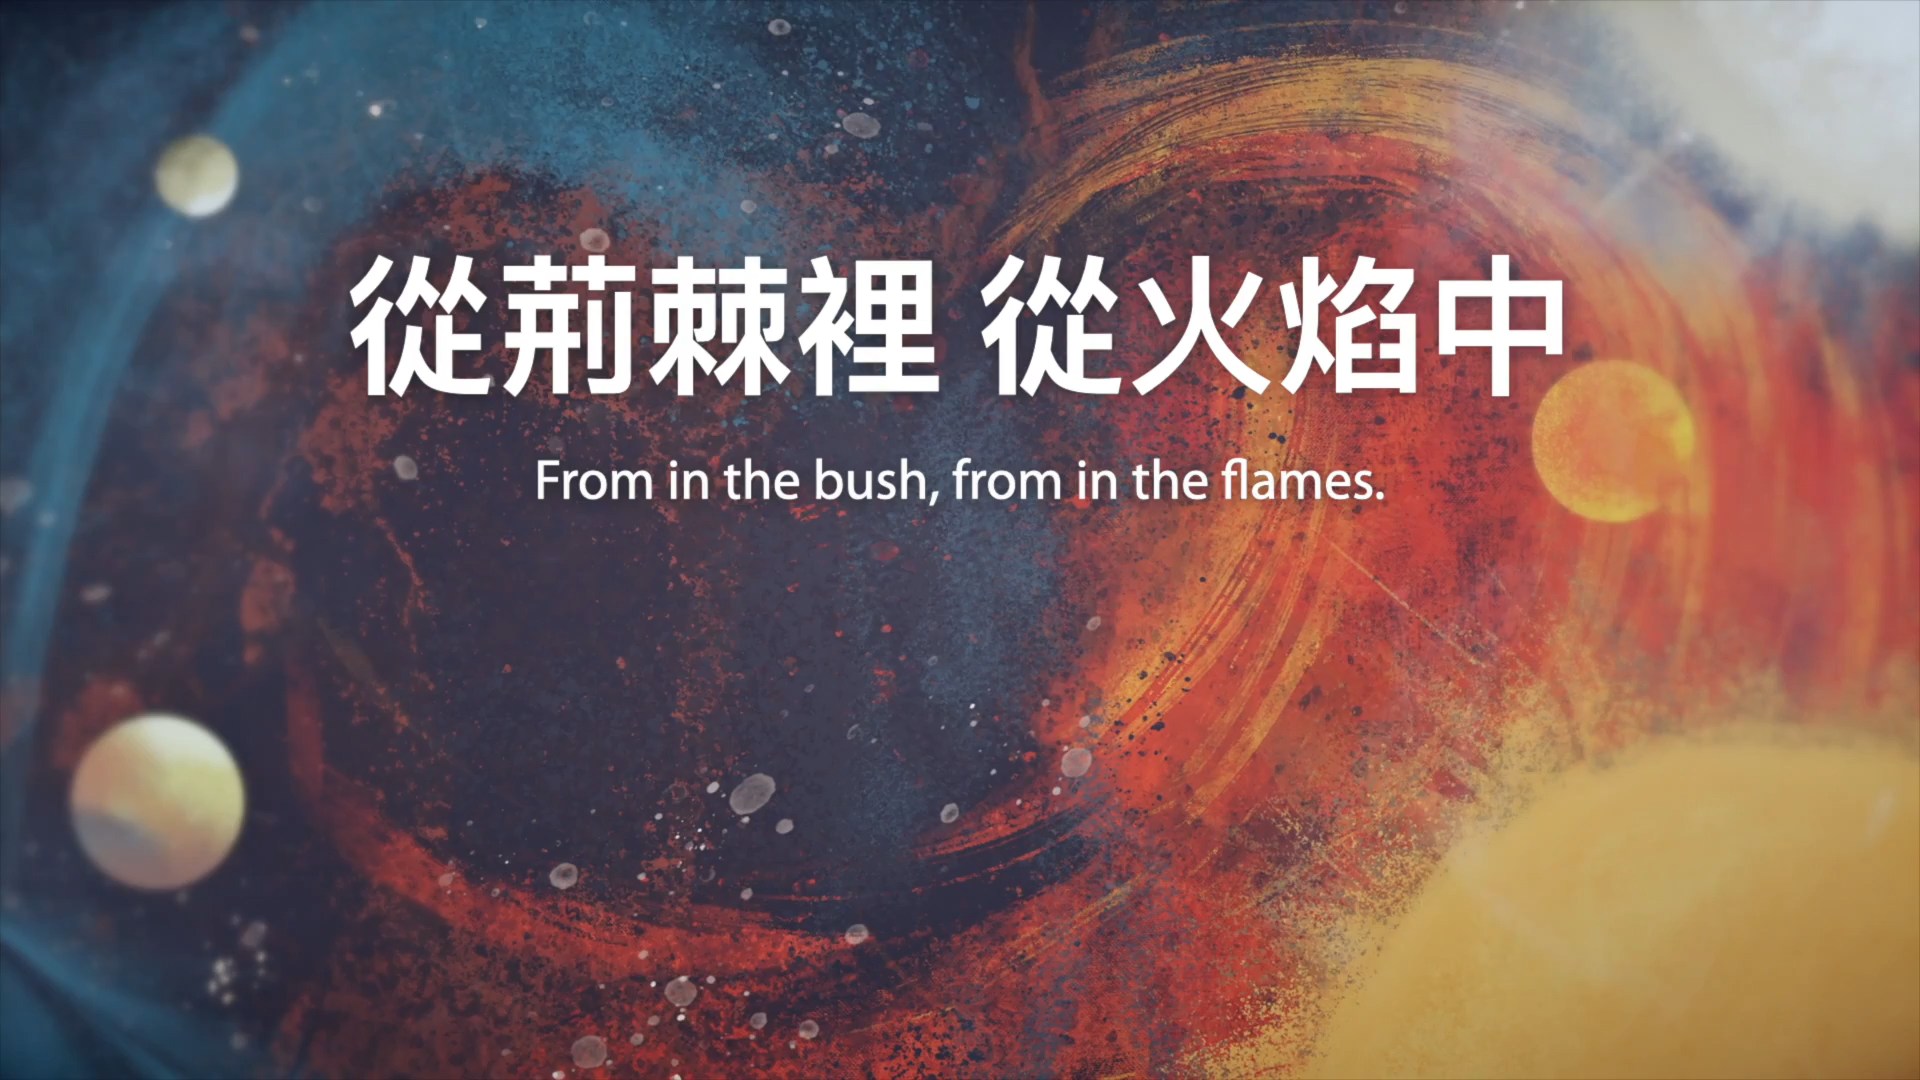 從荊棘裡 從火焰中
From in the bush, from in the flames.